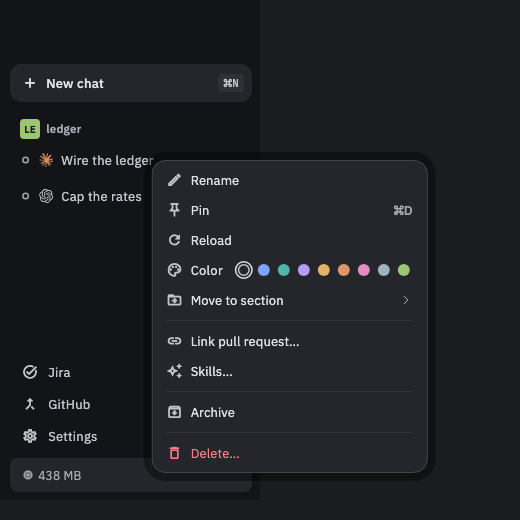 New chat
⌘N
LE
ledger
Wire the ledger
Cap the rates
Rename
Pin
⌘D
Reload
Color
Move to section
Link pull request...
Skills...
Archive
Delete...
Jira
GitHub
Settings
438 MB